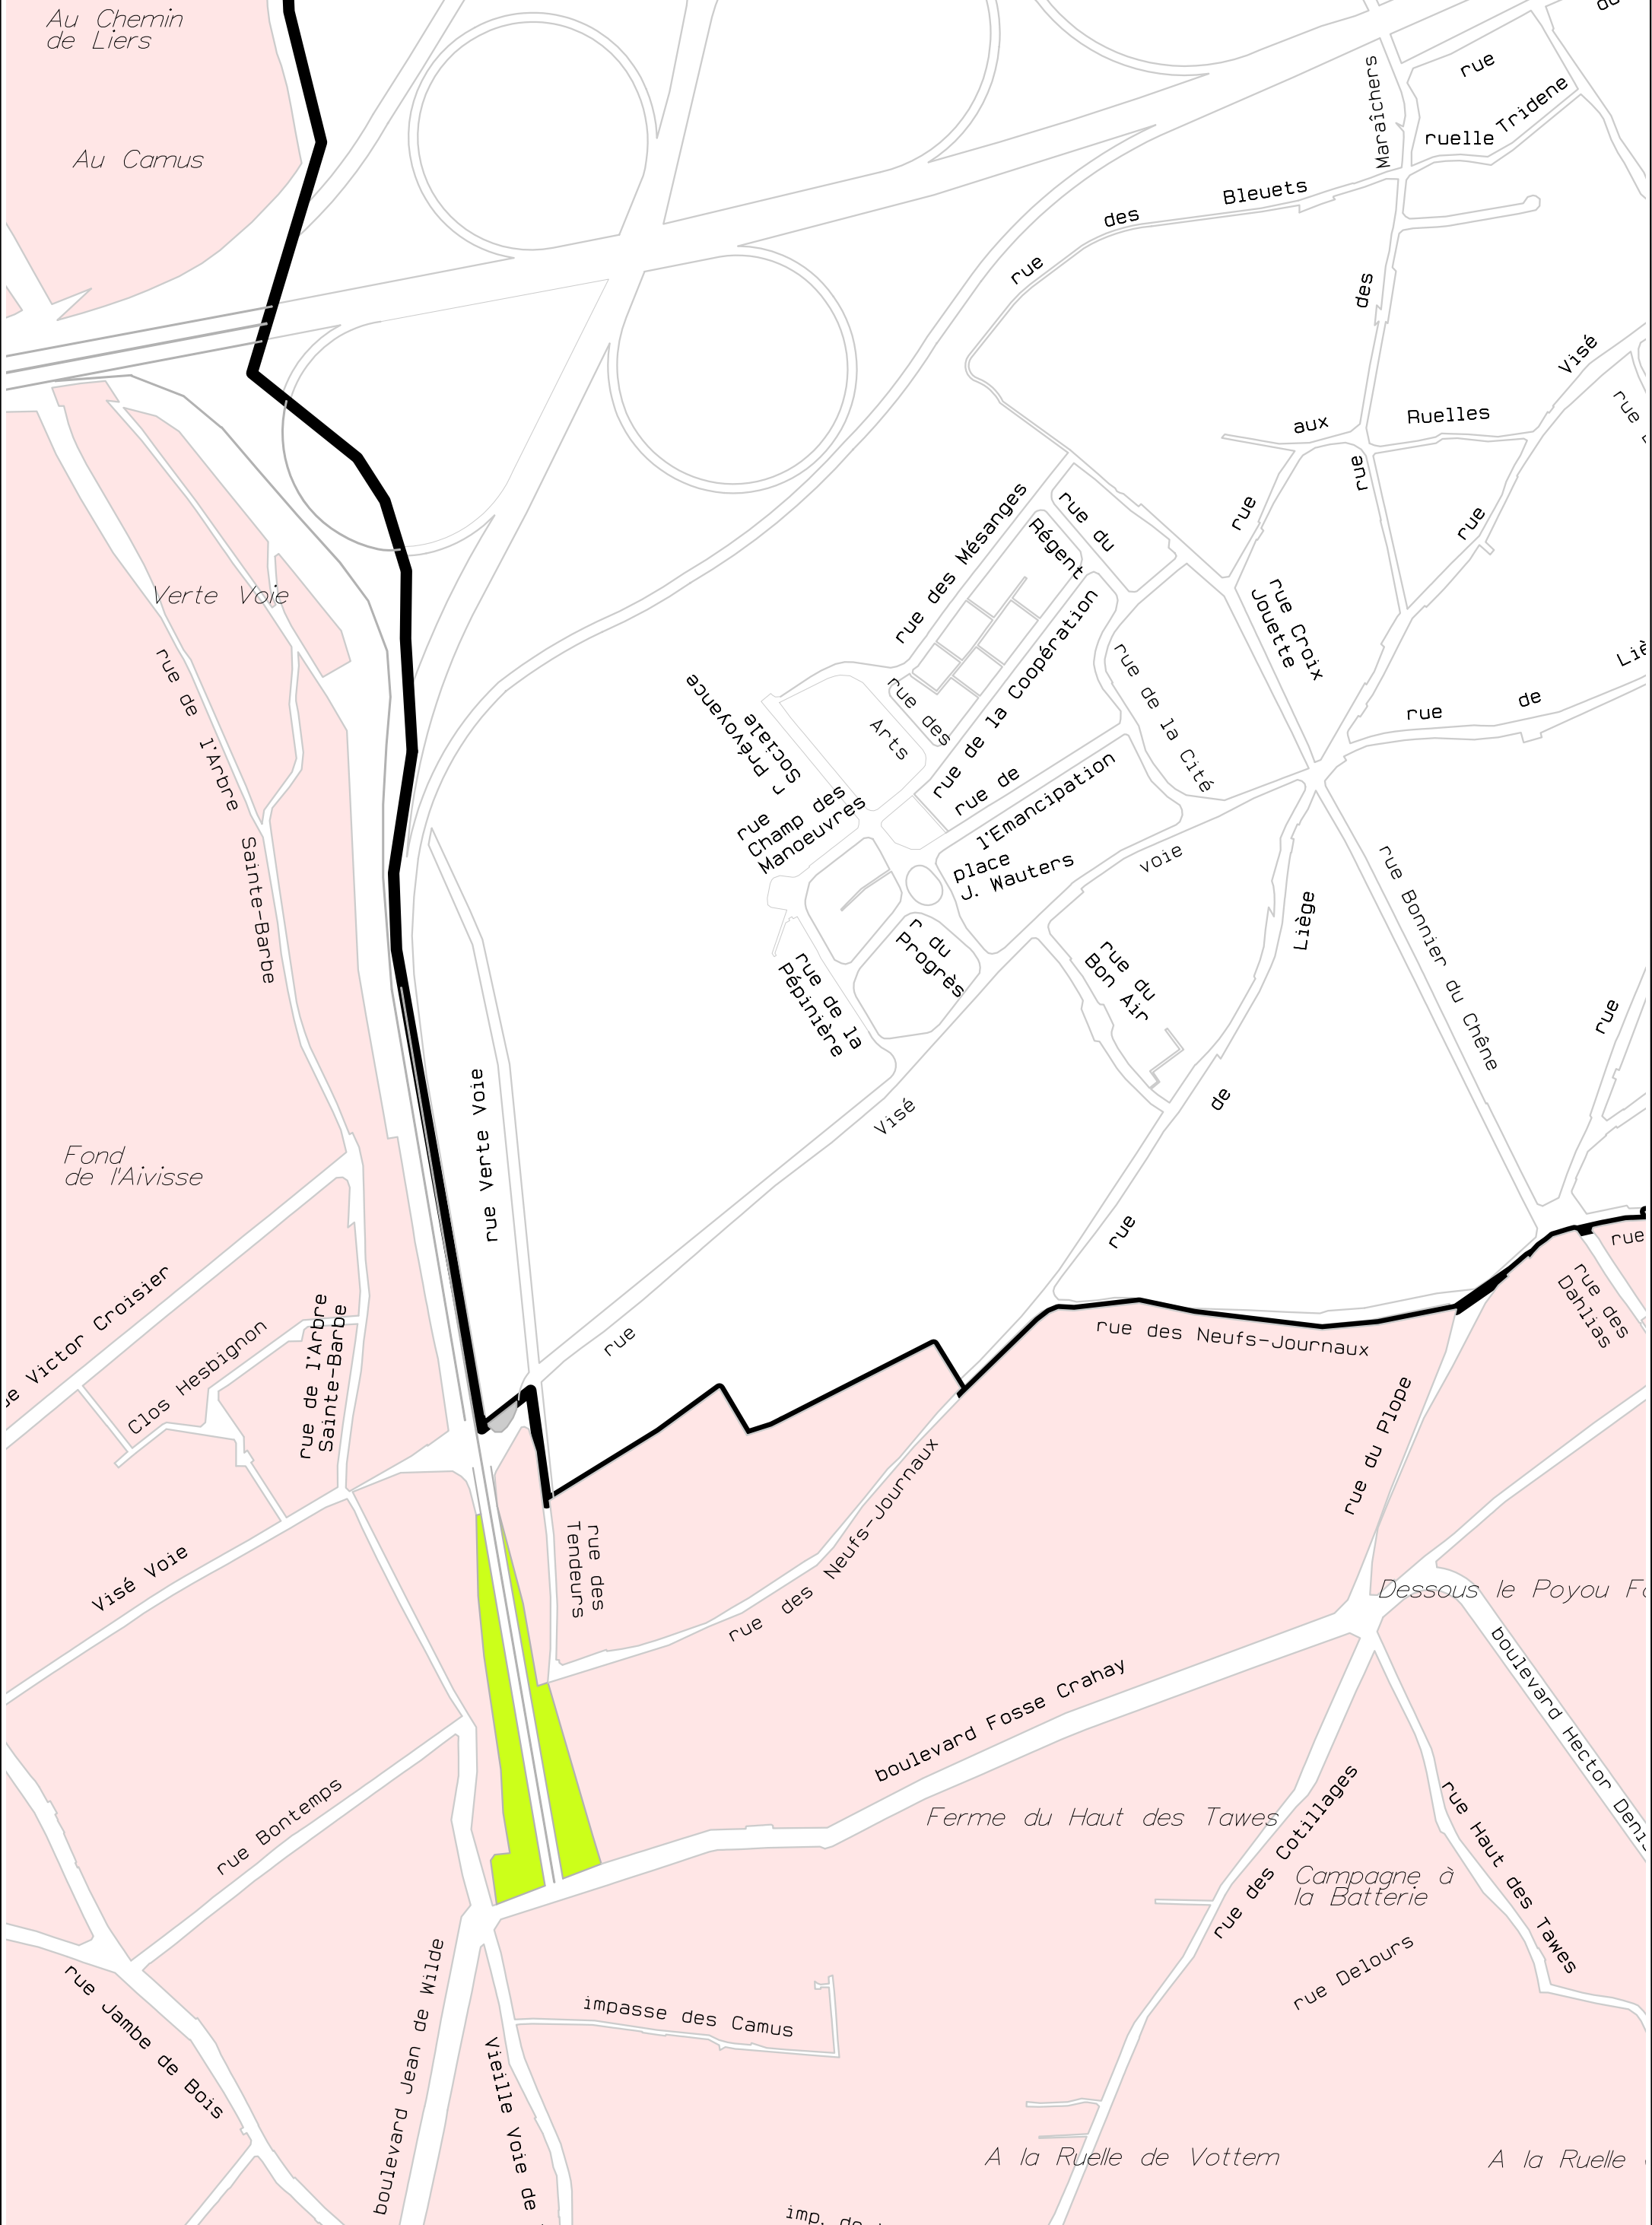 Au Chemin
de Liers
Au Camus
Maraîchers
rue
ruelle Tridene
rue des Bleuets
des
Visé
aux Ruelles
rue
rue
rue
rue
Verte Voie
rue des Mésanges
rue du
Régent
rue Croix
Jouette
rue de l'Arbre Sainte-Barbe
r Prévoyance
Sociale
rue des
Arts
rue de la Coopération
rue de la Cité
rue de
rue de
l'Emancipation
rue
Champ des
Manoeuvres
place
J. Wauters
voie
Liège
rue Bonnier du Chêne
r du
Progrès
rue du
Bon Air
rue de la
Pépinière
rue
rue Verte Voie
Visé
de
Fond
de l'Aivisse
rue
rue
rue des
Dahlias
Victor Croisier
Clos Hesbignon
rue de l'Arbre
Sainte-Barbe
rue
rue des Neufs-Journaux
rue du Plope
rue des
Tendeurs
Visé Voie
rue des Neufs-Journaux
Dessous le Poyou
boulevard Hector
boulevard Fosse Crahay
rue Bontemps
Ferme du Haut des Tawes
rue des Cotillages
rue Haut des Tawes
Campagne à
la Batterie
rue Delours
rue Jambe de Bois
boulevard Jean de Wilde
impasse des Camus
Vieille Voie de
A la Ruelle de Vottem
A la Ruelle
imp.